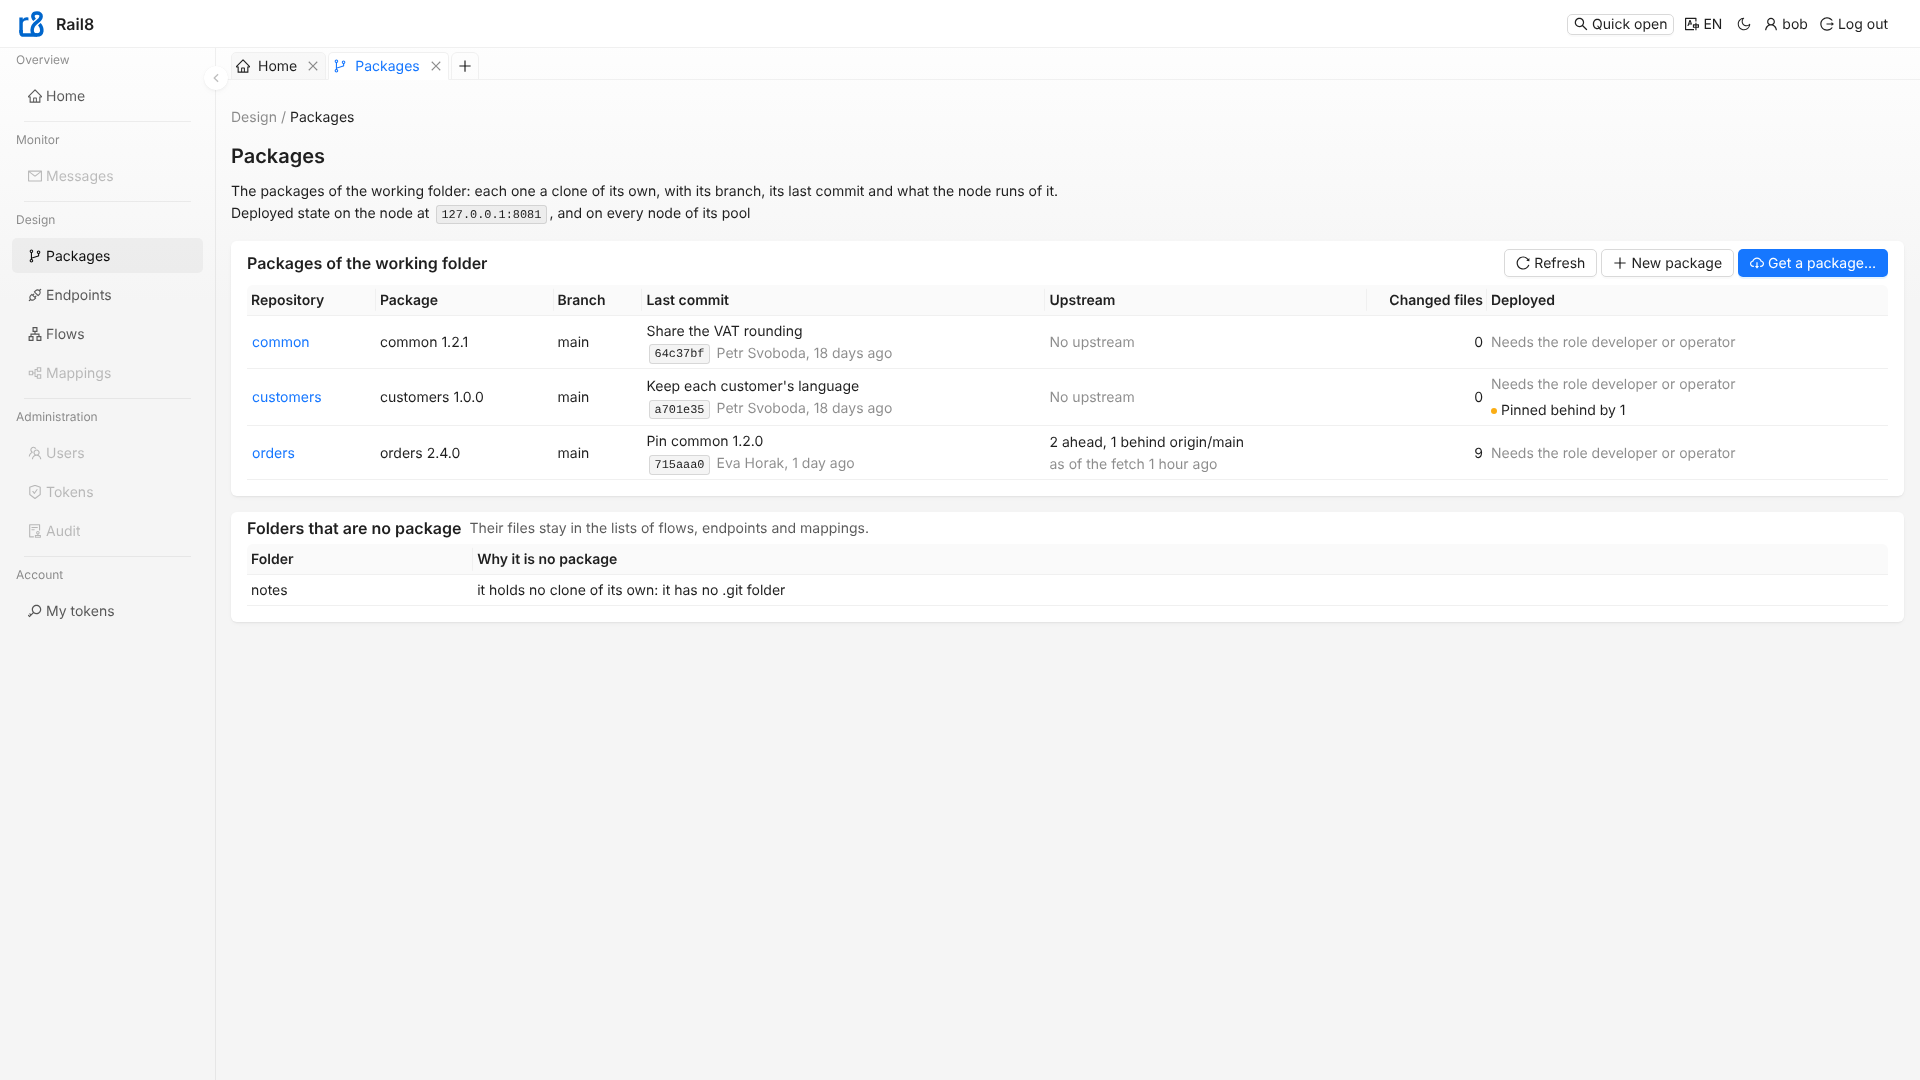 Rail8
Quick open
EN
bob
Log out
Overview
Home
Monitor
Messages
Design
Packages
Endpoints
Flows
Mappings
Administration
Users
Tokens
Audit
Account
My tokens
Home
Packages
Design / Packages
Packages
The packages of the working folder: each one a clone of its own, with its branch, its last commit and what the node runs of it.
Deployed state on the node at 127.0.0.1:8081, and on every node of its pool
Packages of the working folder
Refresh
New package
Get a package...
Repository Package Branch Last commit Upstream Changed files Deployed
common common 1.2.1 main Share the VAT rounding No upstream 0 Needs the role developer or operator
64c37bf Petr Svoboda, 18 days ago
customers customers 1.0.0 main Keep each customer's language No upstream 0 Needs the role developer or operator
a701e35 Petr Svoboda, 18 days ago Pinned behind by 1
orders orders 2.4.0 main Pin common 1.2.0 2 ahead, 1 behind origin/main 9 Needs the role developer or operator
715aaa0 Eva Horak, 1 day ago as of the fetch 1 hour ago
Folders that are no package Their files stay in the lists of flows, endpoints and mappings.
Folder Why it is no package
notes it holds no clone of its own: it has no .git folder